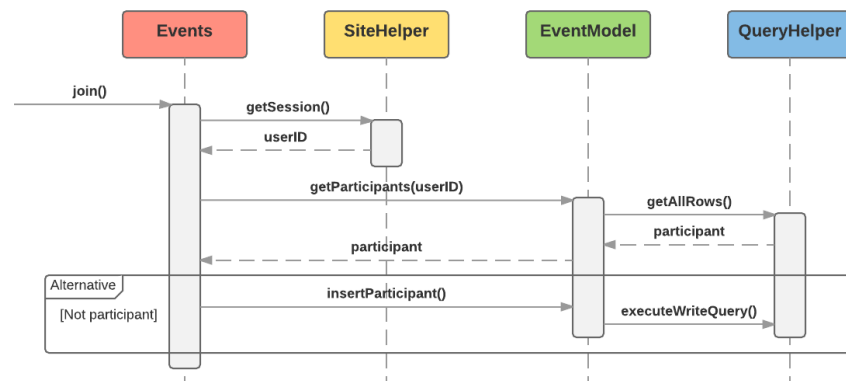 Events
SiteHelper
EventModel
QueryHelper
join()
getSession()
userID
getParticipants(userID)
getAllRows()
participant
participant
Alternative
[Not participant]
insertParticipant()
executeWriteQuery()